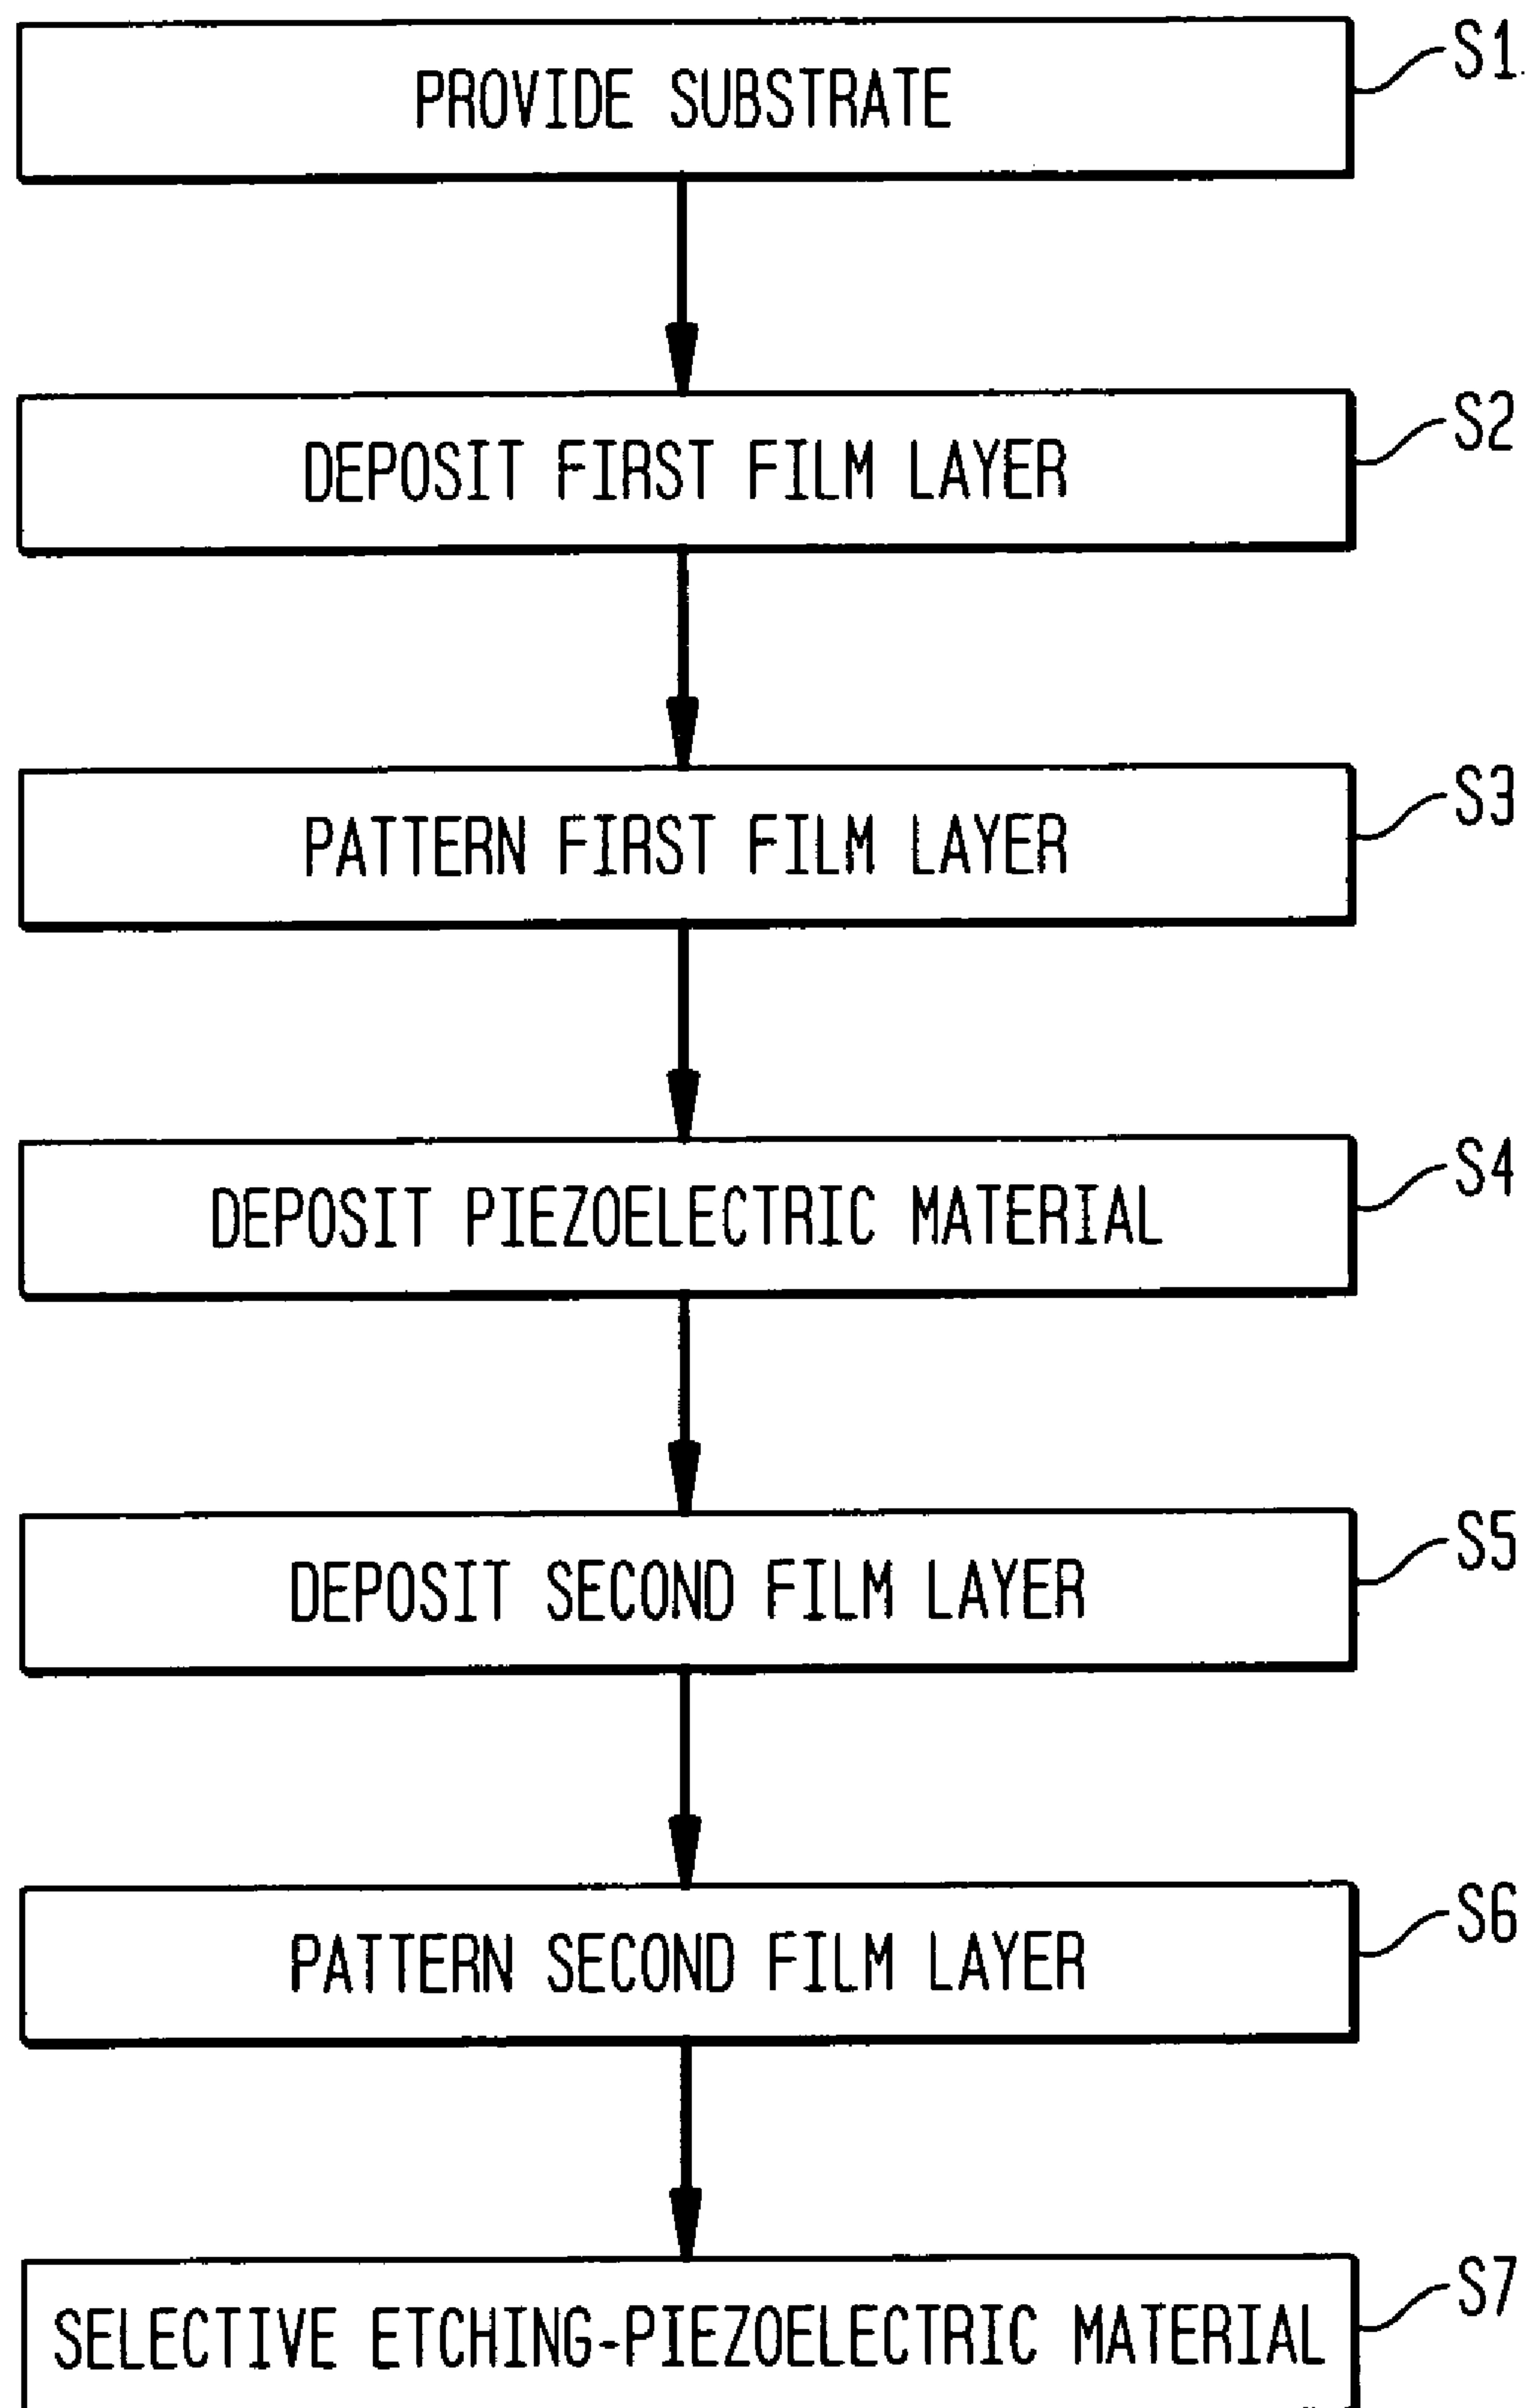 PROVIDE SUBSTRATE
S1
DEPOSIT FIRST FILM LAYER
S2
PATTERN FIRST FILM LAYER
S3
DEPOSIT PIEZOELECTRIC MATERIAL
S4
DEPOSIT SECOND FILM LAYER
S5
PATTERN SECOND FILM LAYER
S6
SELECTIVE ETCHING-PIEZOELECTRIC MATERIAL
S7